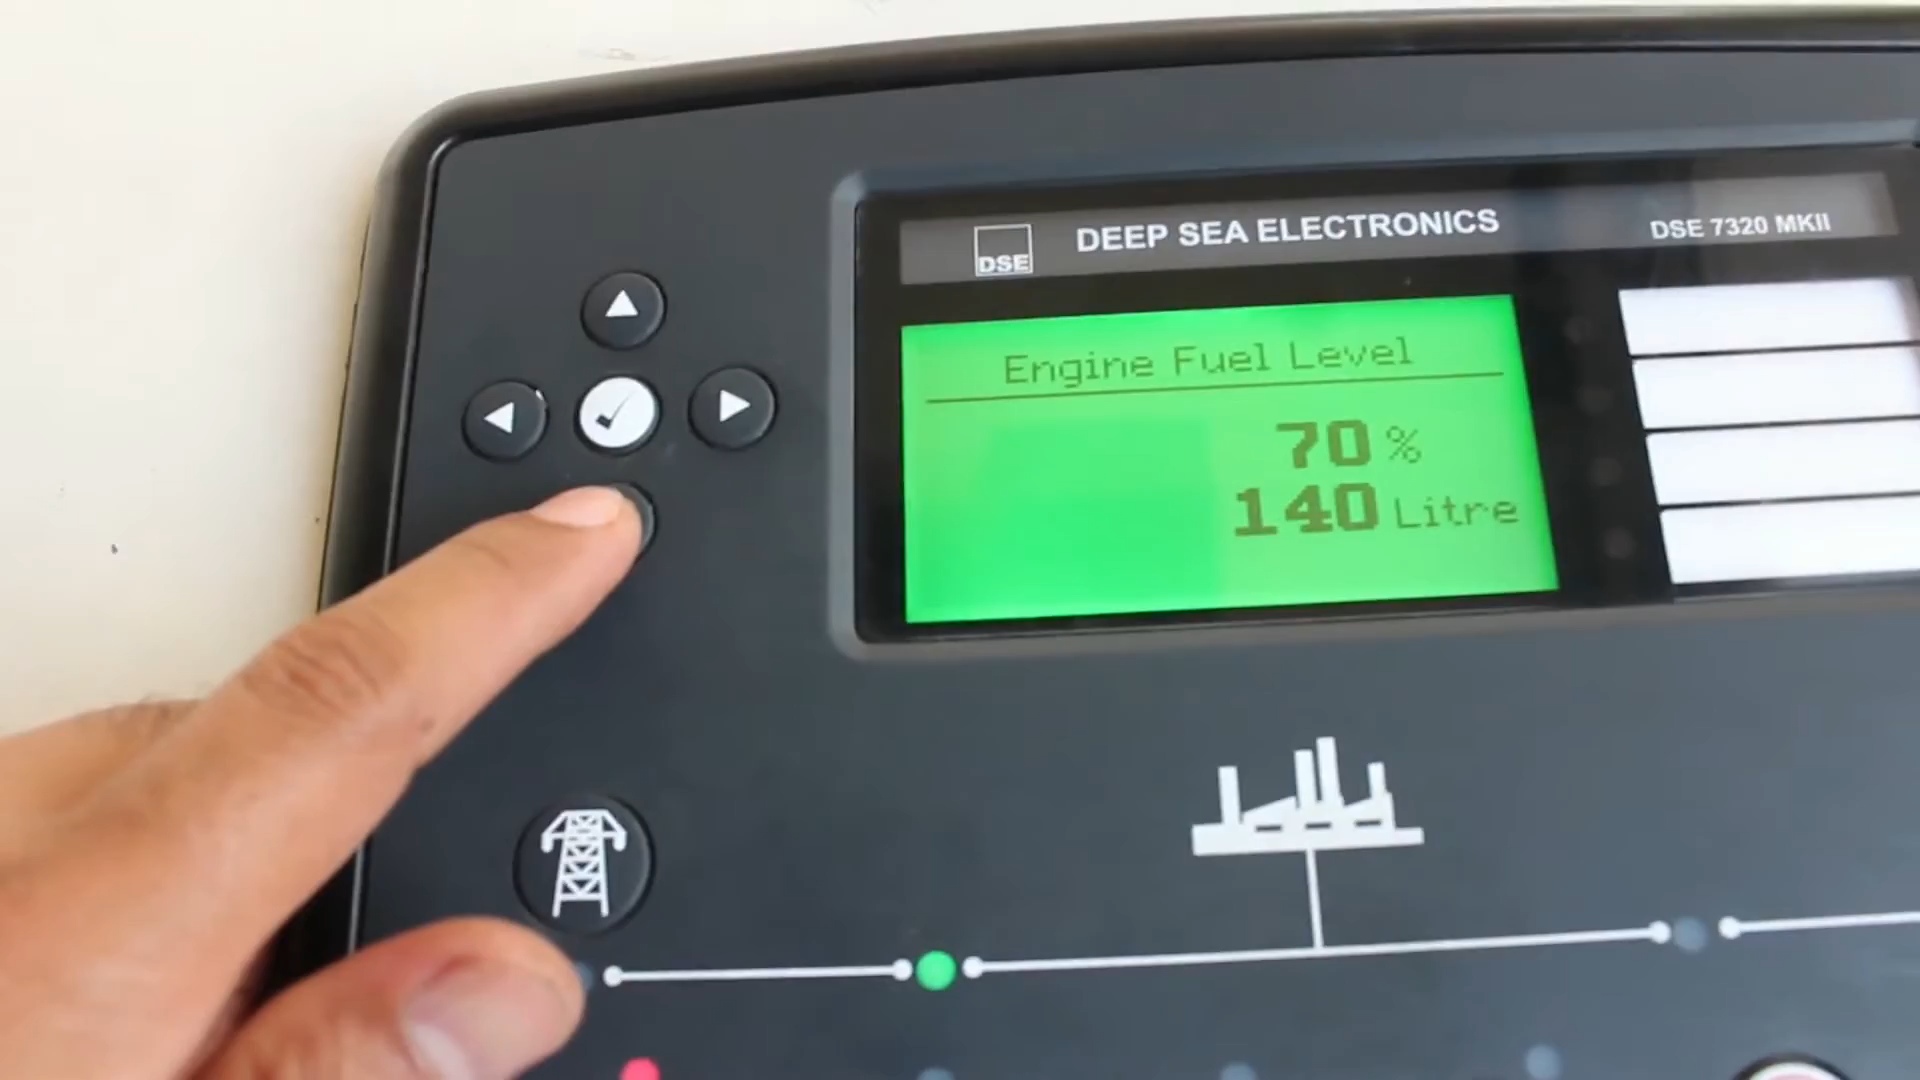 DSE DEEP SEA ELECTRONICS DSE 7320 MKII
Engine Fuel Level
70 %
140 Litre